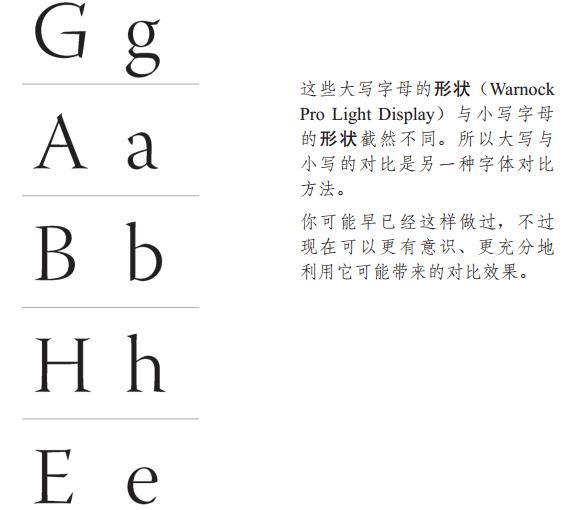 G g
A a
B b
H h
E e
这些大写字母的形状（Warnock
Pro Light Display）与小写字母
的形状截然不同。所以大写与
小写的对比是另一种字体对比
方法。
你可能早已经这样做过，不过
现在可以更有意识、更充分地
利用它可能带来的对比效果。